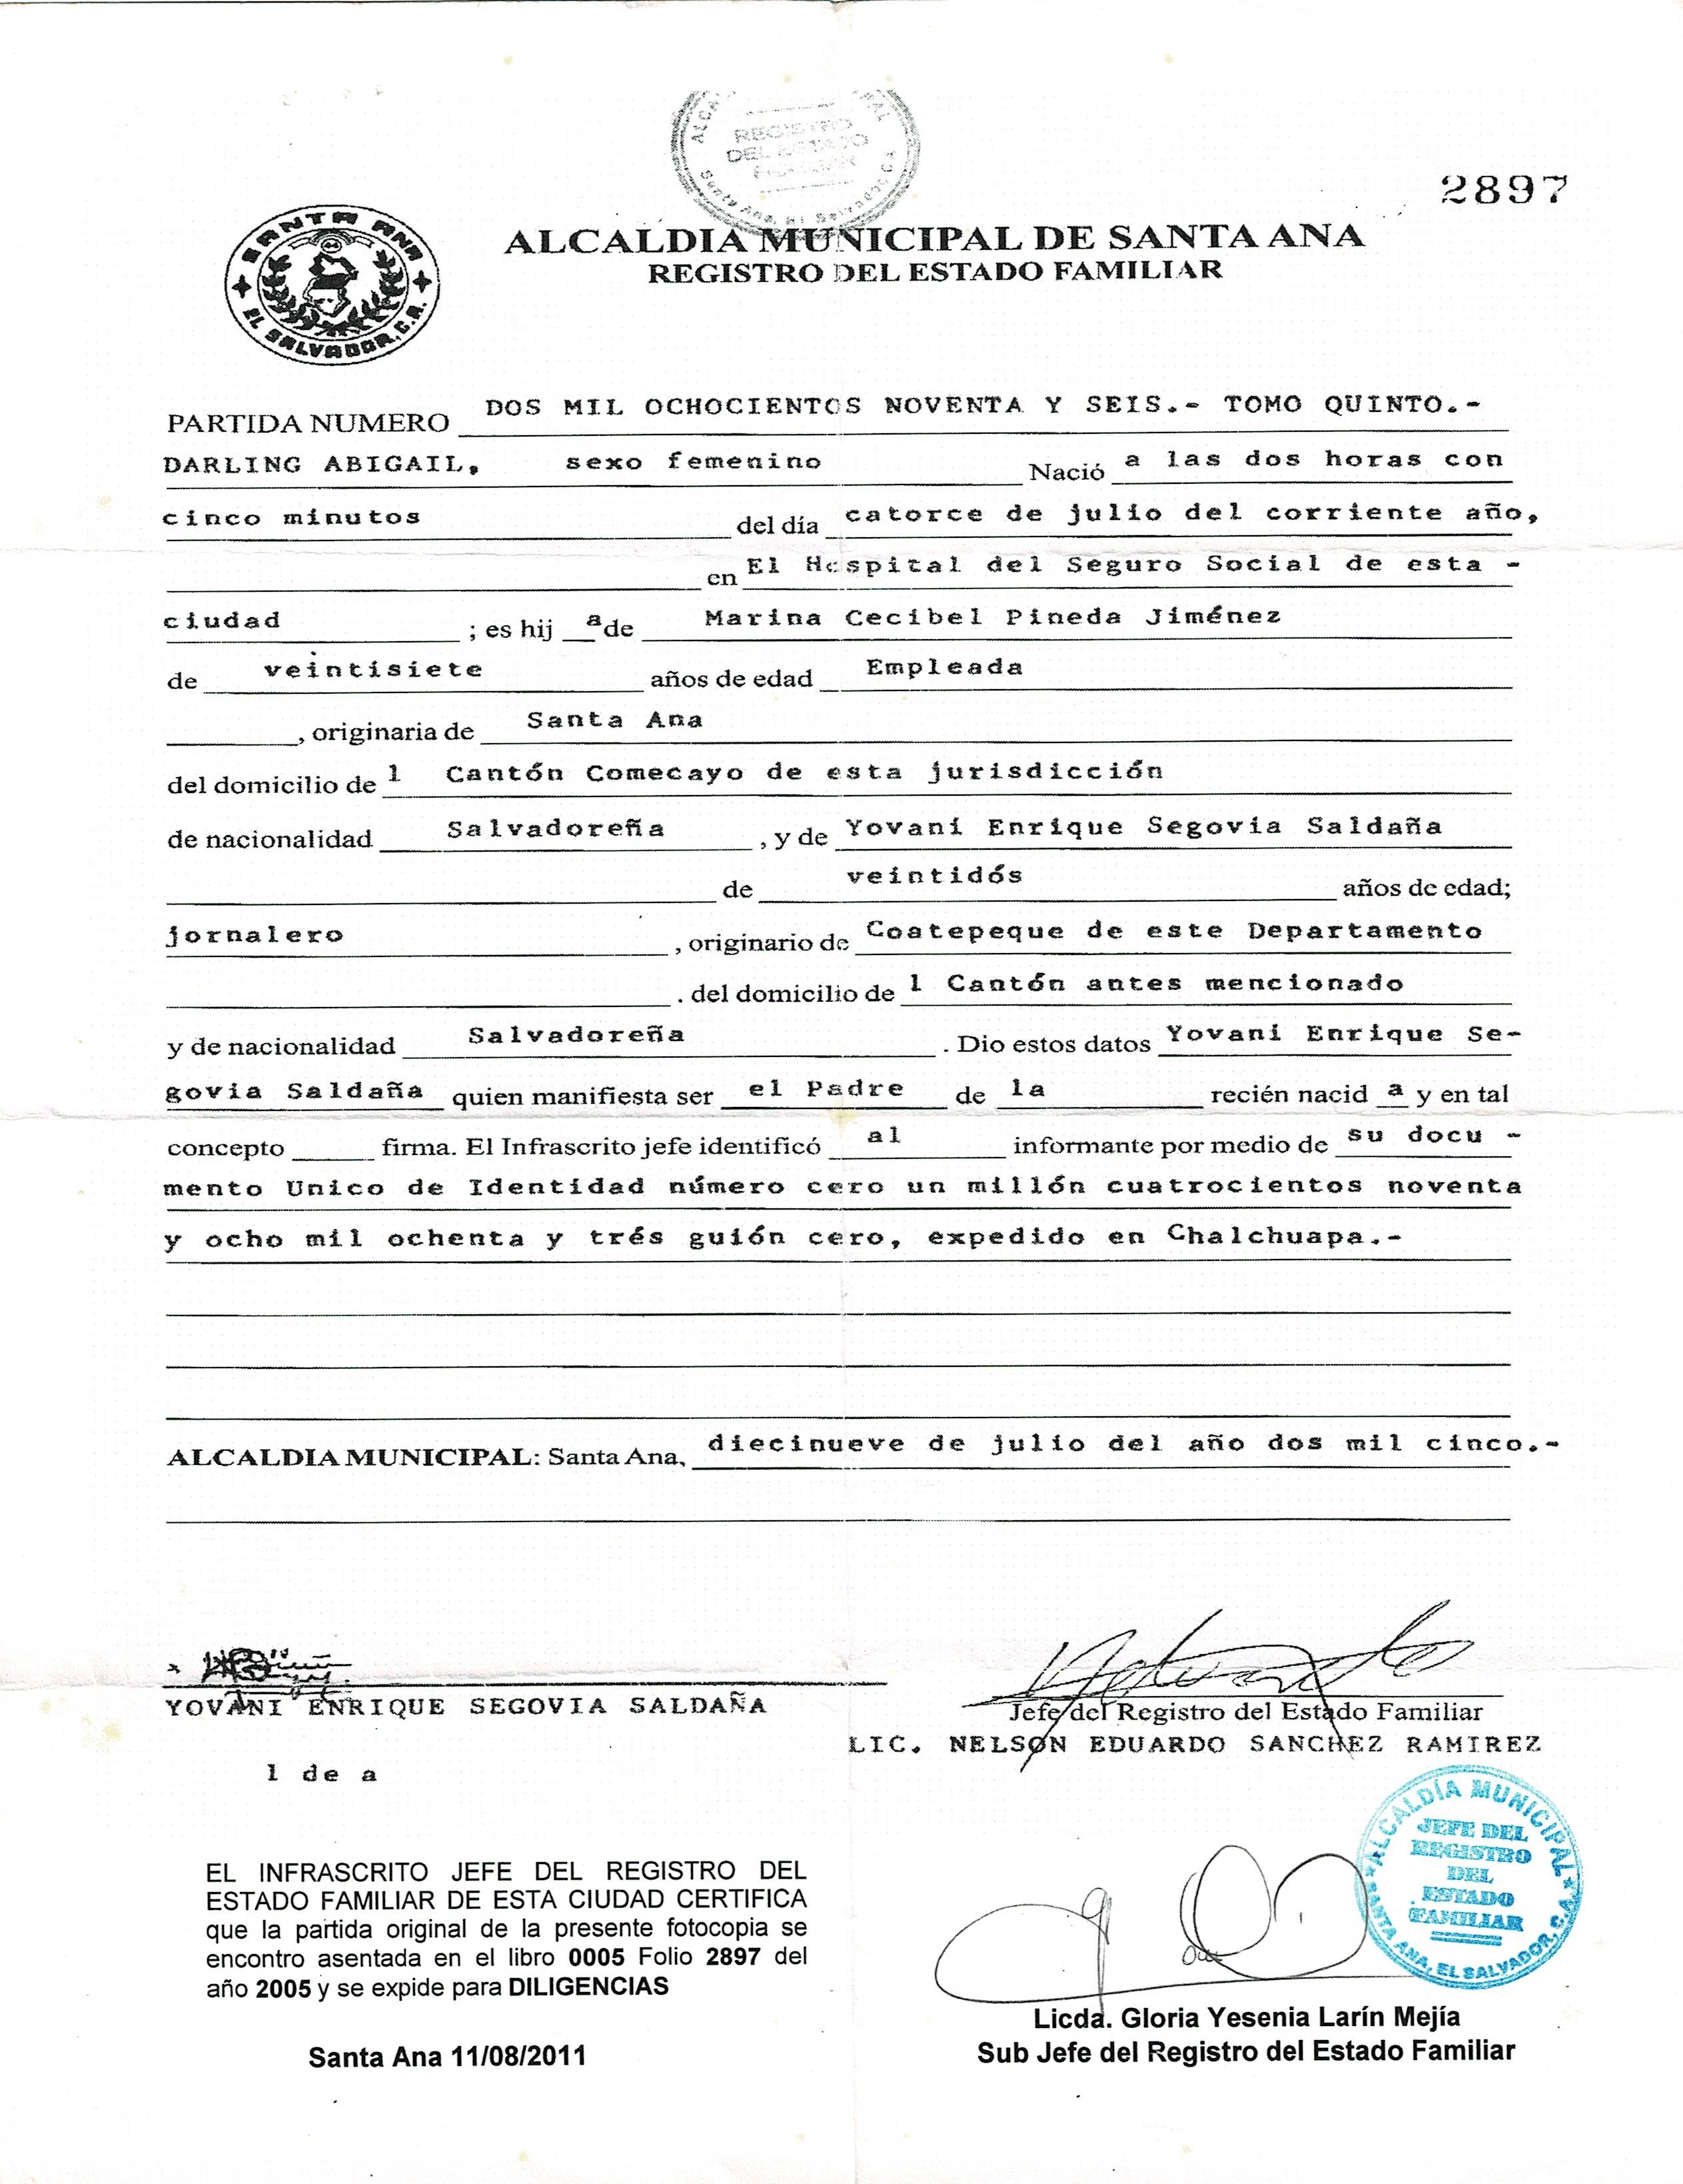 REGISTRO
DEL ESTADO
Santa Ana, El Salvador, C.A.
2897
SANTA ANA
EL SALVADOR, C.A.
ALCALDIA MUNICIPAL DE SANTA ANA
REGISTRO DEL ESTADO FAMILIAR
PARTIDA NUMERO DOS MIL OCHOCIENTOS NOVENTA Y SEIS.- TOMO QUINTO.-
DARLING ABIGAIL, sexo femenino Nació a las dos horas con
cinco minutos del día catorce de julio del corriente año,
en El Hospital del Seguro Social de esta -
ciudad ; es hij a de Marina Cecibel Pineda Jiménez
de veintisiete años de edad Empleada
, originaria de Santa Ana
del domicilio de l Cantón Comecayo de esta jurisdicción
de nacionalidad Salvadoreña , y de Yovani Enrique Segovia Saldaña
de veintidós años de edad;
jornalero , originario de Coatepeque de este Departamento
. del domicilio de l Cantón antes mencionado
y de nacionalidad Salvadoreña . Dio estos datos Yovani Enrique Se-
govia Saldaña quien manifiesta ser el Padre de la recién nacid a y en tal
concepto firma. El Infrascrito jefe identificó al informante por medio de su docu -
mento Unico de Identidad número cero un millón cuatrocientos noventa
y ocho mil ochenta y trés guión cero, expedido en Chalchuapa.-
ALCALDIA MUNICIPAL: Santa Ana, diecinueve de julio del año dos mil cinco.-
YOVANI ENRIQUE SEGOVIA SALDAÑA
Jefe del Registro del Estado Familiar
LIC. NELSON EDUARDO SANCHEZ RAMIREZ
l de a
ALCALDÍA MUNICIPAL
JEFE DEL
REGISTRO
DEL
ESTADO
FAMILIAR
SANTA ANA, EL SALVADOR, C.A.
EL INFRASCRITO JEFE DEL REGISTRO DEL
ESTADO FAMILIAR DE ESTA CIUDAD CERTIFICA
que la partida original de la presente fotocopia se
encontro asentada en el libro 0005 Folio 2897 del
año 2005 y se expide para DILIGENCIAS
Santa Ana 11/08/2011
Licda. Gloria Yesenia Larín Mejía
Sub Jefe del Registro del Estado Familiar